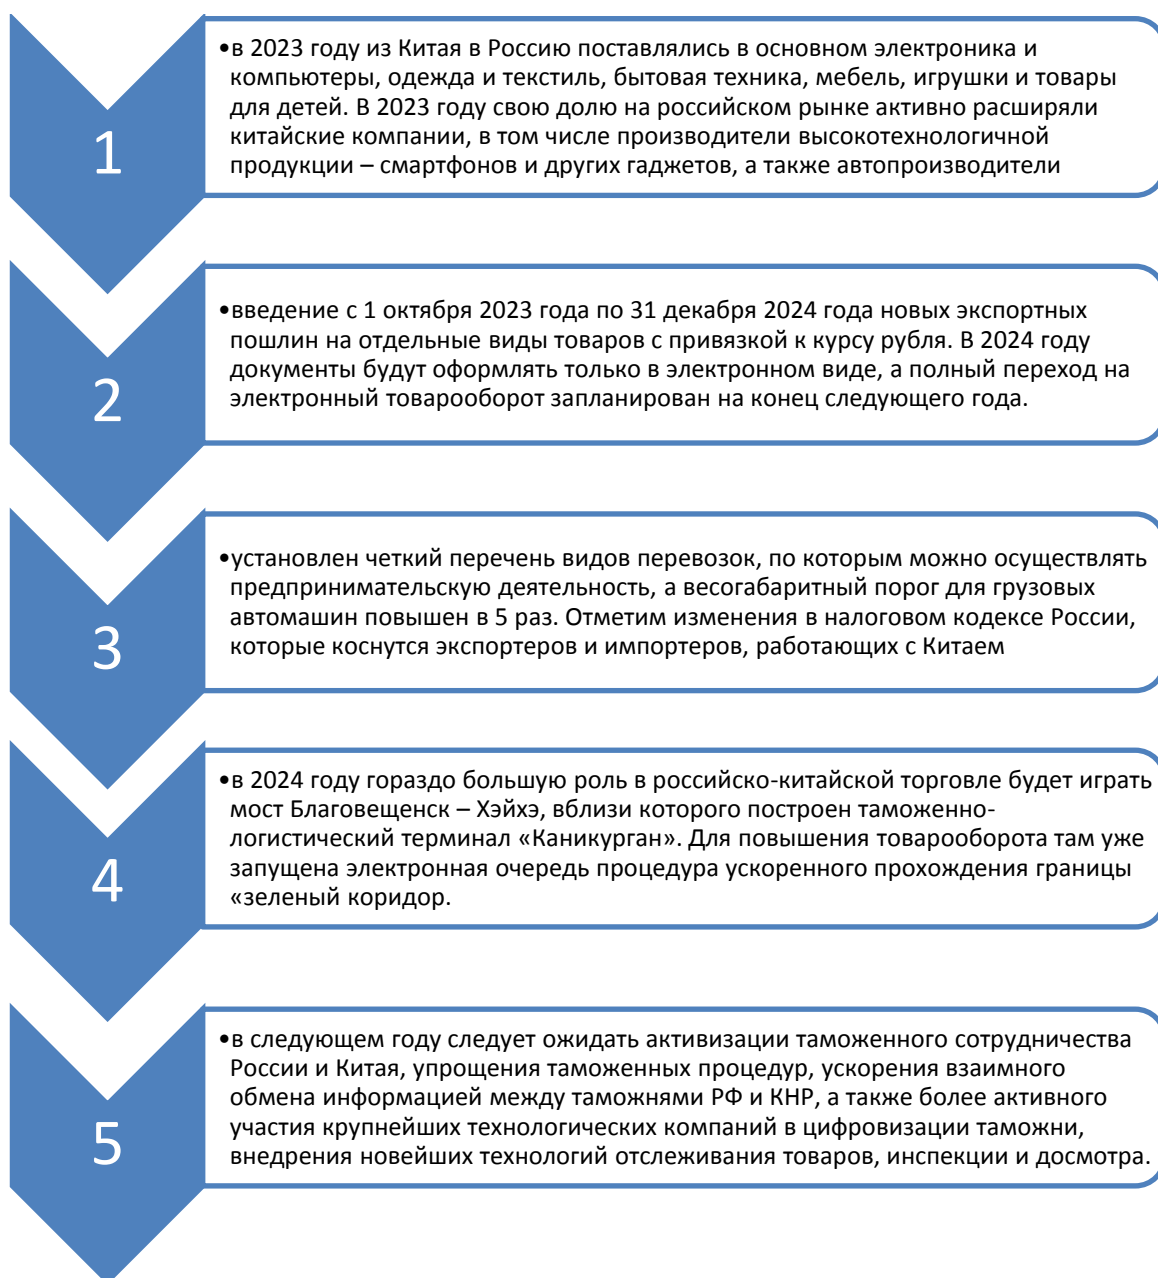 1
•в 2023 году из Китая в Россию поставлялись в основном электроника и
компьютеры, одежда и текстиль, бытовая техника, мебель, игрушки и товары
для детей. В 2023 году свою долю на российском рынке активно расширяли
китайские компании, в том числе производители высокотехнологичной
продукции – смартфонов и других гаджетов, а также автопроизводители
2
•введение с 1 октября 2023 года по 31 декабря 2024 года новых экспортных
пошлин на отдельные виды товаров с привязкой к курсу рубля. В 2024 году
документы будут оформлять только в электронном виде, а полный переход на
электронный товарооборот запланирован на конец следующего года.
3
•установлен четкий перечень видов перевозок, по которым можно осуществлять
предпринимательскую деятельность, а весогабаритный порог для грузовых
автомашин повышен в 5 раз. Отметим изменения в налоговом кодексе России,
которые коснутся экспортеров и импортеров, работающих с Китаем
4
•в 2024 году гораздо большую роль в российско-китайской торговле будет играть
мост Благовещенск – Хэйхэ, вблизи которого построен таможенно-
логистический терминал «Каникурган». Для повышения товарооборота там уже
запущена электронная очередь процедура ускоренного прохождения границы
«зеленый коридор.
5
•в следующем году следует ожидать активизации таможенного сотрудничества
России и Китая, упрощения таможенных процедур, ускорения взаимного
обмена информацией между таможнями РФ и КНР, а также более активного
участия крупнейших технологических компаний в цифровизации таможни,
внедрения новейших технологий отслеживания товаров, инспекции и досмотра.